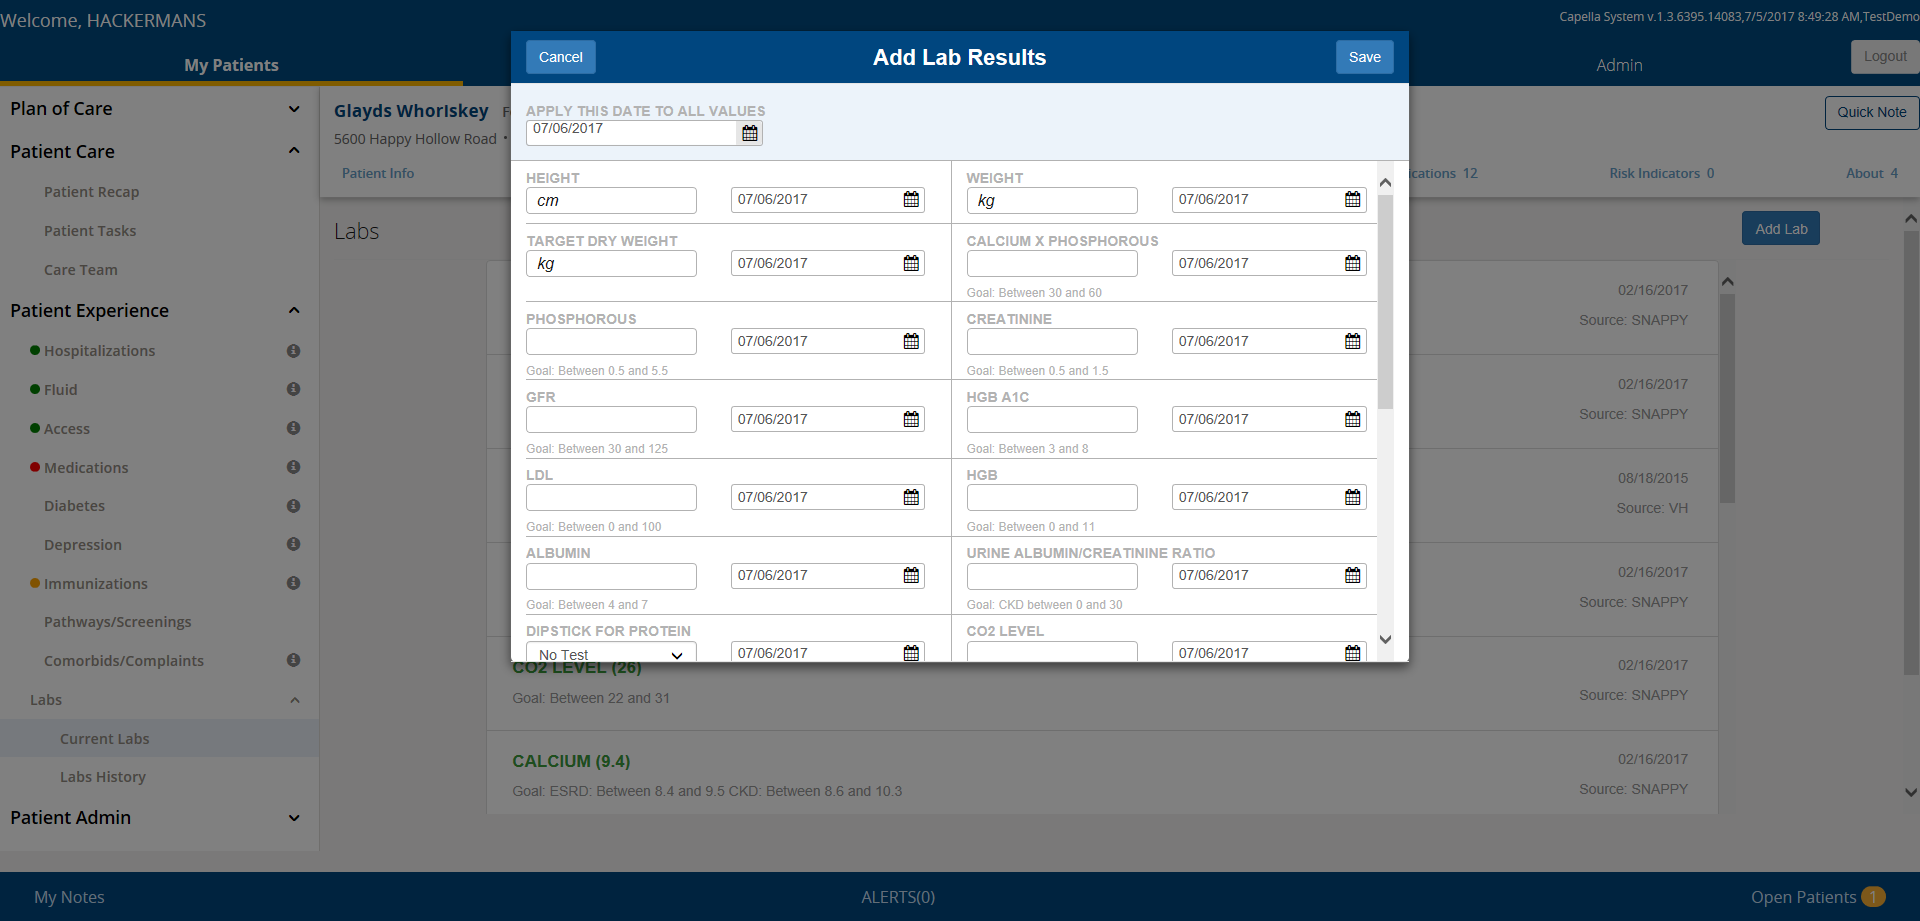 Welcome, HACKERMANS
Capella System v.1.3.6395.14083,7/5/2017 8:49:28 AM,TestDemo
My Patients
Admin
Logout
Cancel
Add Lab Results
Save
Plan of Care
Patient Care
Patient Recap
Patient Tasks
Care Team
Patient Experience
Hospitalizations
Fluid
Access
Medications
Diabetes
Depression
Immunizations
Pathways/Screenings
Comorbids/Complaints
Labs
Current Labs
Labs History
Patient Admin
Glayds Whorlskey
5600 Happy Hollow Road •
Quick Note
Patient Info
12
Risk Indicators 0
About 4
Labs
Add Lab
APPLY THIS DATE TO ALL VALUES
07/06/2017
HEIGHT
cm 07/06/2017
WEIGHT
kg 07/06/2017
TARGET DRY WEIGHT
kg 07/06/2017
CALCIUM X PHOSPHOROUS
07/06/2017
Goal: Between 30 and 60
PHOSPHOROUS
07/06/2017
Goal: Between 0.5 and 5.5
CREATININE
07/06/2017
Goal: Between 0.5 and 1.5
GFR
07/06/2017
Goal: Between 30 and 125
HGB A1C
07/06/2017
Goal: Between 3 and 8
LDL
07/06/2017
Goal: Between 0 and 100
HGB
07/06/2017
Goal: Between 0 and 11
ALBUMIN
07/06/2017
Goal: Between 4 and 7
URINE ALBUMIN/CREATININE RATIO
07/06/2017
Goal: CKD between 0 and 30
DIPSTICK FOR PROTEIN
No Test 07/06/2017
CO2 LEVEL
07/06/2017
02/16/2017
Source: SNAPPY
02/16/2017
Source: SNAPPY
08/18/2015
Source: VH
02/16/2017
Source: SNAPPY
CO2 LEVEL (26)
Goal: Between 22 and 31
02/16/2017
Source: SNAPPY
CALCIUM (9.4)
Goal: ESRD: Between 8.4 and 9.5 CKD: Between 8.6 and 10.3
02/16/2017
Source: SNAPPY
My Notes
ALERTS(0)
Open Patients 1